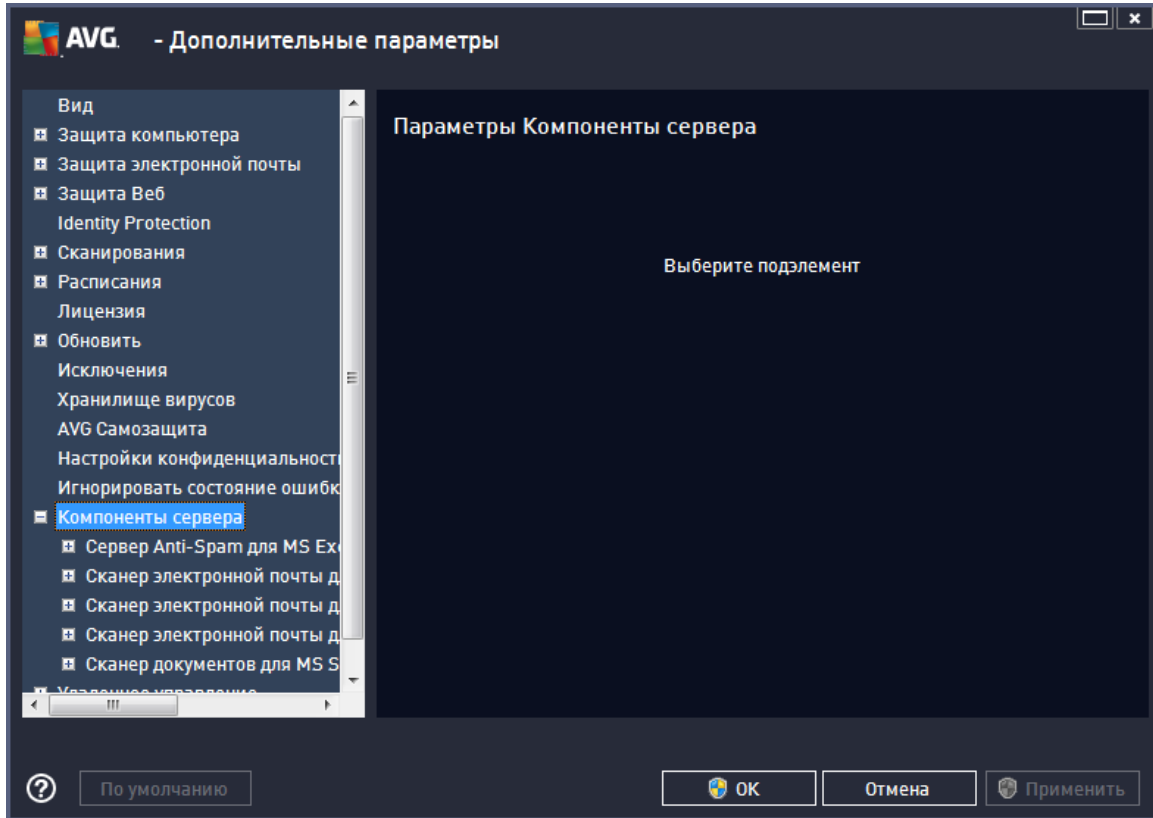 AVG. - Дополнительные параметры
Вид
Защита компьютера
Защита электронной почты
Защита Веб
Identity Protection
Сканирования
Расписания
Лицензия
Обновить
Исключения
Хранилище вирусов
AVG Самозащита
Настройки конфиденциальност
Игнорировать состояние ошибк
Компоненты сервера
Сервер Anti-Spam для MS Exc
Сканер электронной почты д
Сканер электронной почты д
Сканер электронной почты д
Сканер документов для MS S
Удаленное управление
Параметры Компоненты сервера
Выберите подэлемент
По умолчанию
OK
Отмена
Применить